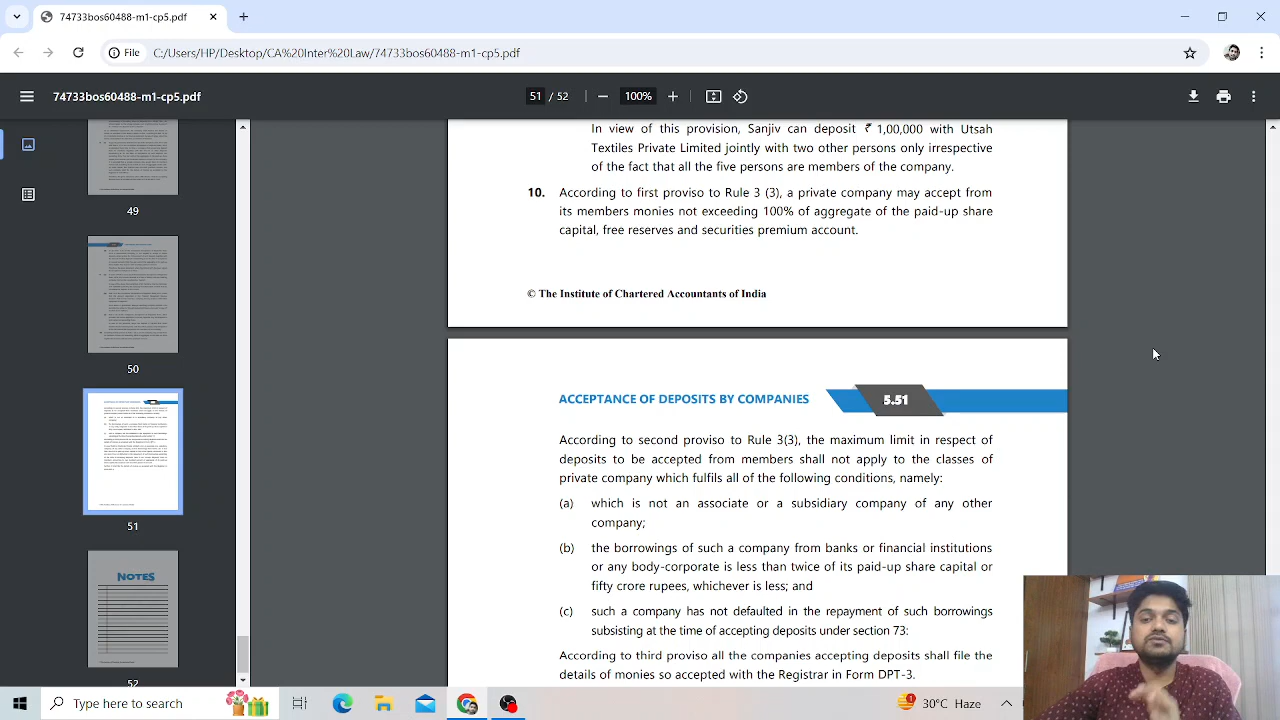 74733bos60488-m1-cp5.pdf
File C:/Users/HP/Desktop/CA%20Inter%20Law/74733bos60488-m1-cp5.pdf
74733bos60488-m1-cp5.pdf
51 / 52
100%
In view of this provision, Sanjiv can deposit ₹ 1,00,000 with Utsah
Textiles Private Limited jointly with two other persons only irrespective
of the fact that all the five persons are members of the company.
10. According to first proviso to Rule 3 (3), a private company may accept from
its members monies not exceeding 100% of aggregate of the paid-up share
capital, free reserves and securities premium account.
© The Institute of Chartered Accountants of India
ACCEPTANCE OF DEPOSITS BY COMPANIES 5.51
According to second proviso to Rule 3(3), the maximum limit in respect of
deposits to be accepted from members shall not apply to the classes of
private company which fulfils all of the following conditions, namely:
(a) which is not an associate or a subsidiary company of any other
company;
(b) the borrowings of such a company from banks or financial institutions
or any body-corporate is less than twice of its paid-up share capital or
fifty crore rupees, whichever is less; and
(c) such a company has not defaulted in the repayment of such borrowings
subsisting at the time of accepting deposits under section 73:
According to third proviso all the companies accepting deposits shall file the
details of monies so accepted with the Registrar in Form DPT-3.
49
50
51
NOTES
52
Type here to search
30°C Haze